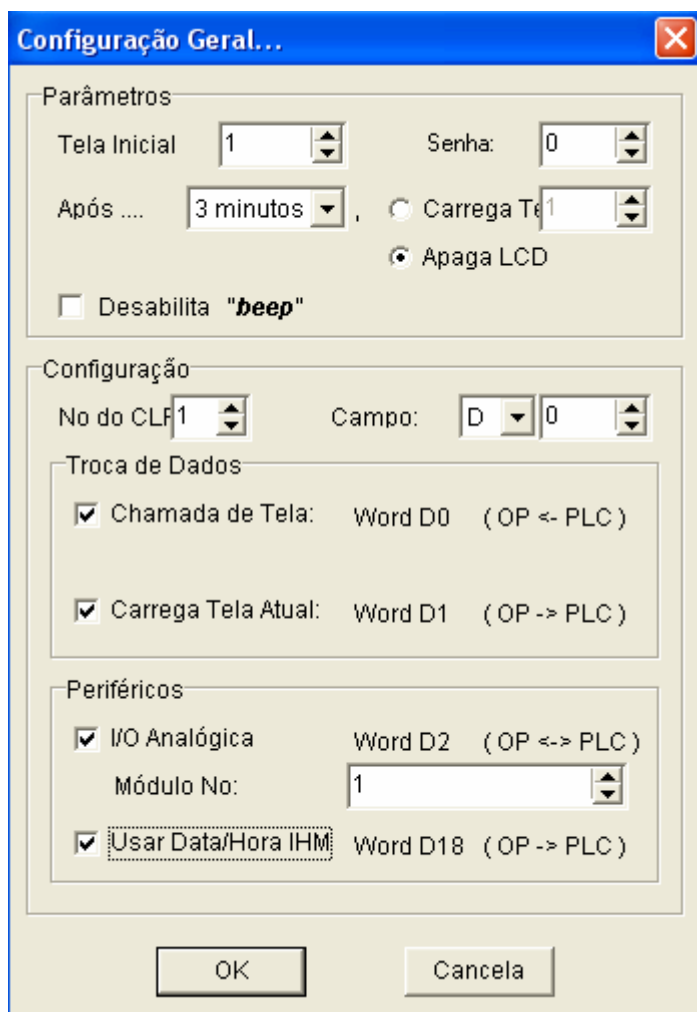 Configuração Geral...
Parâmetros
Tela Inicial 1 Senha: 0
Após .... 3 minutos , Carrega Te 1
Apaga LCD
Desabilita "beep"
Configuração
No do CLP 1 Campo: D 0
Troca de Dados
Chamada de Tela: Word D0 ( OP <- PLC )
Carrega Tela Atual: Word D1 ( OP -> PLC )
Periféricos
I/O Analógica Word D2 ( OP <-> PLC )
Módulo No: 1
Usar Data/Hora IHM Word D18 ( OP -> PLC )
OK Cancela